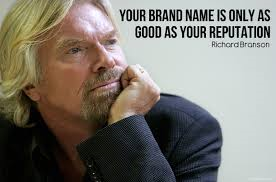 YOUR BRAND NAME IS ONLY AS
GOOD AS YOUR REPUTATION
Richard Branson